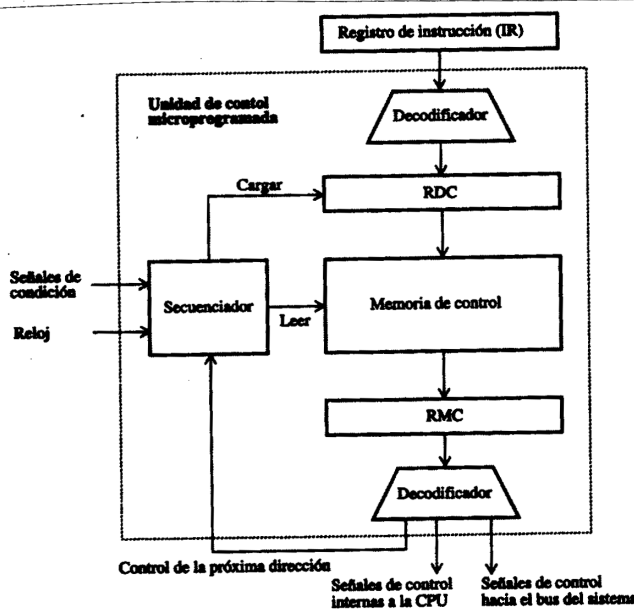 Registro de instrucción (IR)
Unidad de contol
microprogramada
Decodificador
Cargar
RDC
Señales de
condición
Secuenciador
Leer
Memoria de control
Reloj
RMC
Decodificador
Control de la próxima dirección
Señales de control
internas a la CPU
Señales de control
hacia el bus del sistema